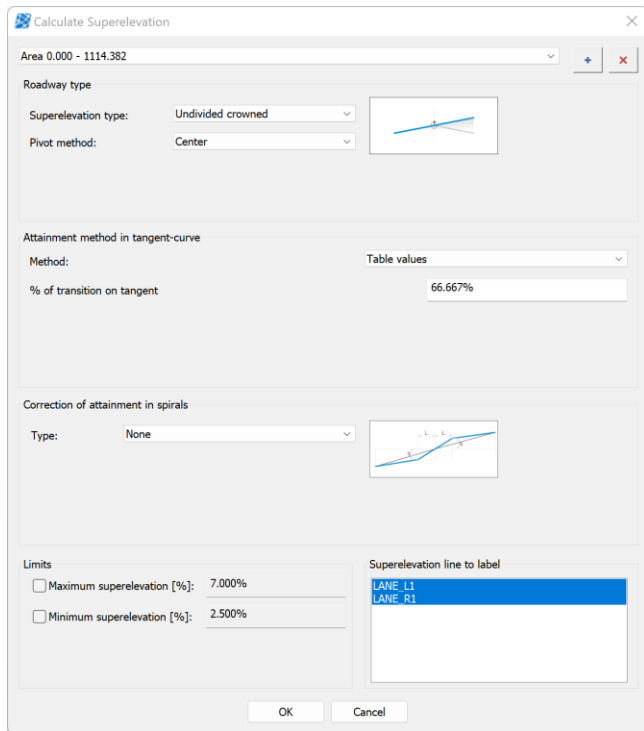 Calculate Superelevation
Area 0.000 - 1114.382
Roadway type
Superelevation type: Undivided crowned
Pivot method: Center
Attainment method in tangent-curve
Method: Table values
% of transition on tangent 66.667%
Correction of attainment in spirals
Type: None
Limits
Maximum superelevation [%]: 7.000%
Minimum superelevation [%]: 2.500%
Superelevation line to label
LANE_L1
LANE_R1
OK Cancel